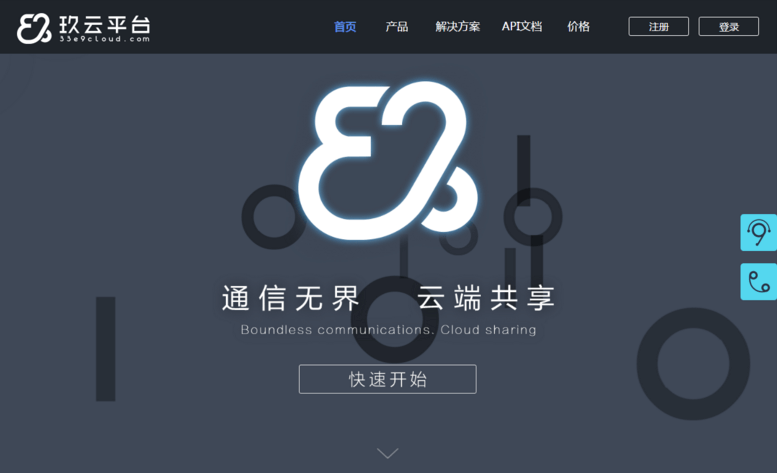 玖云平台
33e9cloud.com
首页 产品 解决方案 API文档 价格 注册 登录
通信无界 云端共享
Boundless communications. Cloud sharing
快速开始